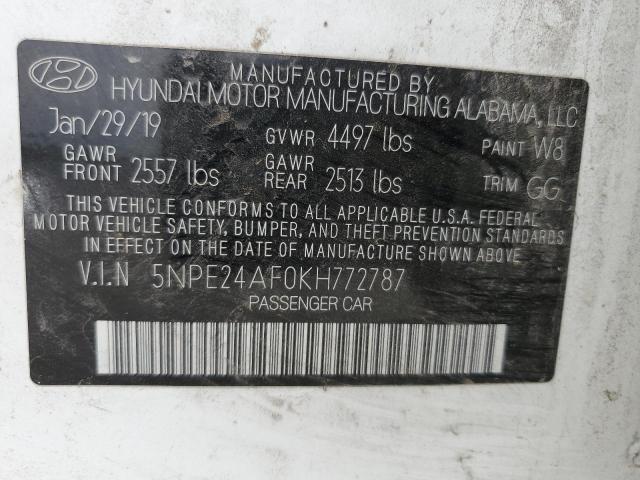 MANUFACTURED BY
HYUNDAI MOTOR MANUFACTURING ALABAMA, LLC
Jan/29/19 GVWR 4497 lbs PAINT W8
GAWR FRONT 2557 lbs GAWR REAR 2513 lbs TRIM GG
THIS VEHICLE CONFORMS TO ALL APPLICABLE U.S.A. FEDERAL
MOTOR VEHICLE SAFETY, BUMPER, AND THEFT PREVENTION
STANDARDS IN EFFECT ON THE DATE OF MANUFACTURE SHOWN ABOVE.
V.I.N 5NPE24AF0KH772787
PASSENGER CAR